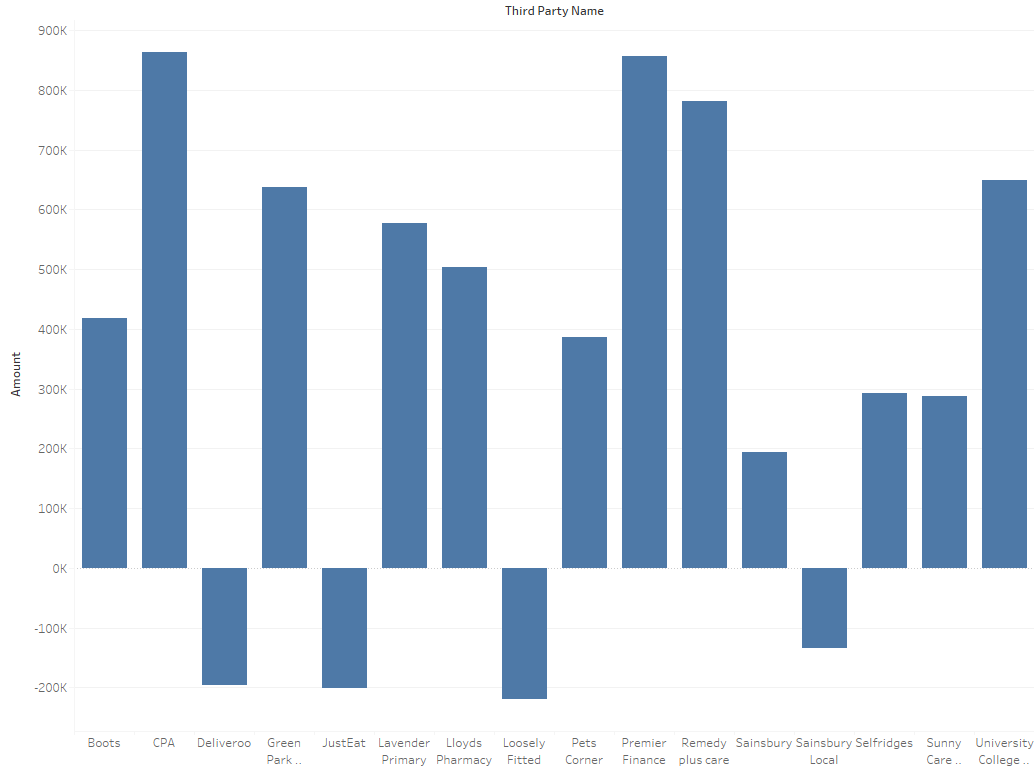 Third Party Name
900K
800K
700K
600K
500K
400K
300K
200K
100K
0K
-100K
-200K
Amount
Boots
CPA
Deliveroo
Green
Park ..
JustEat
Lavender
Primary
Lloyds
Pharmacy
Loosely
Fitted
Pets
Corner
Premier
Finance
Remedy
plus care
Sainsbury
Sainsbury
Local
Selfridges
Sunny
Care ..
University
College ..